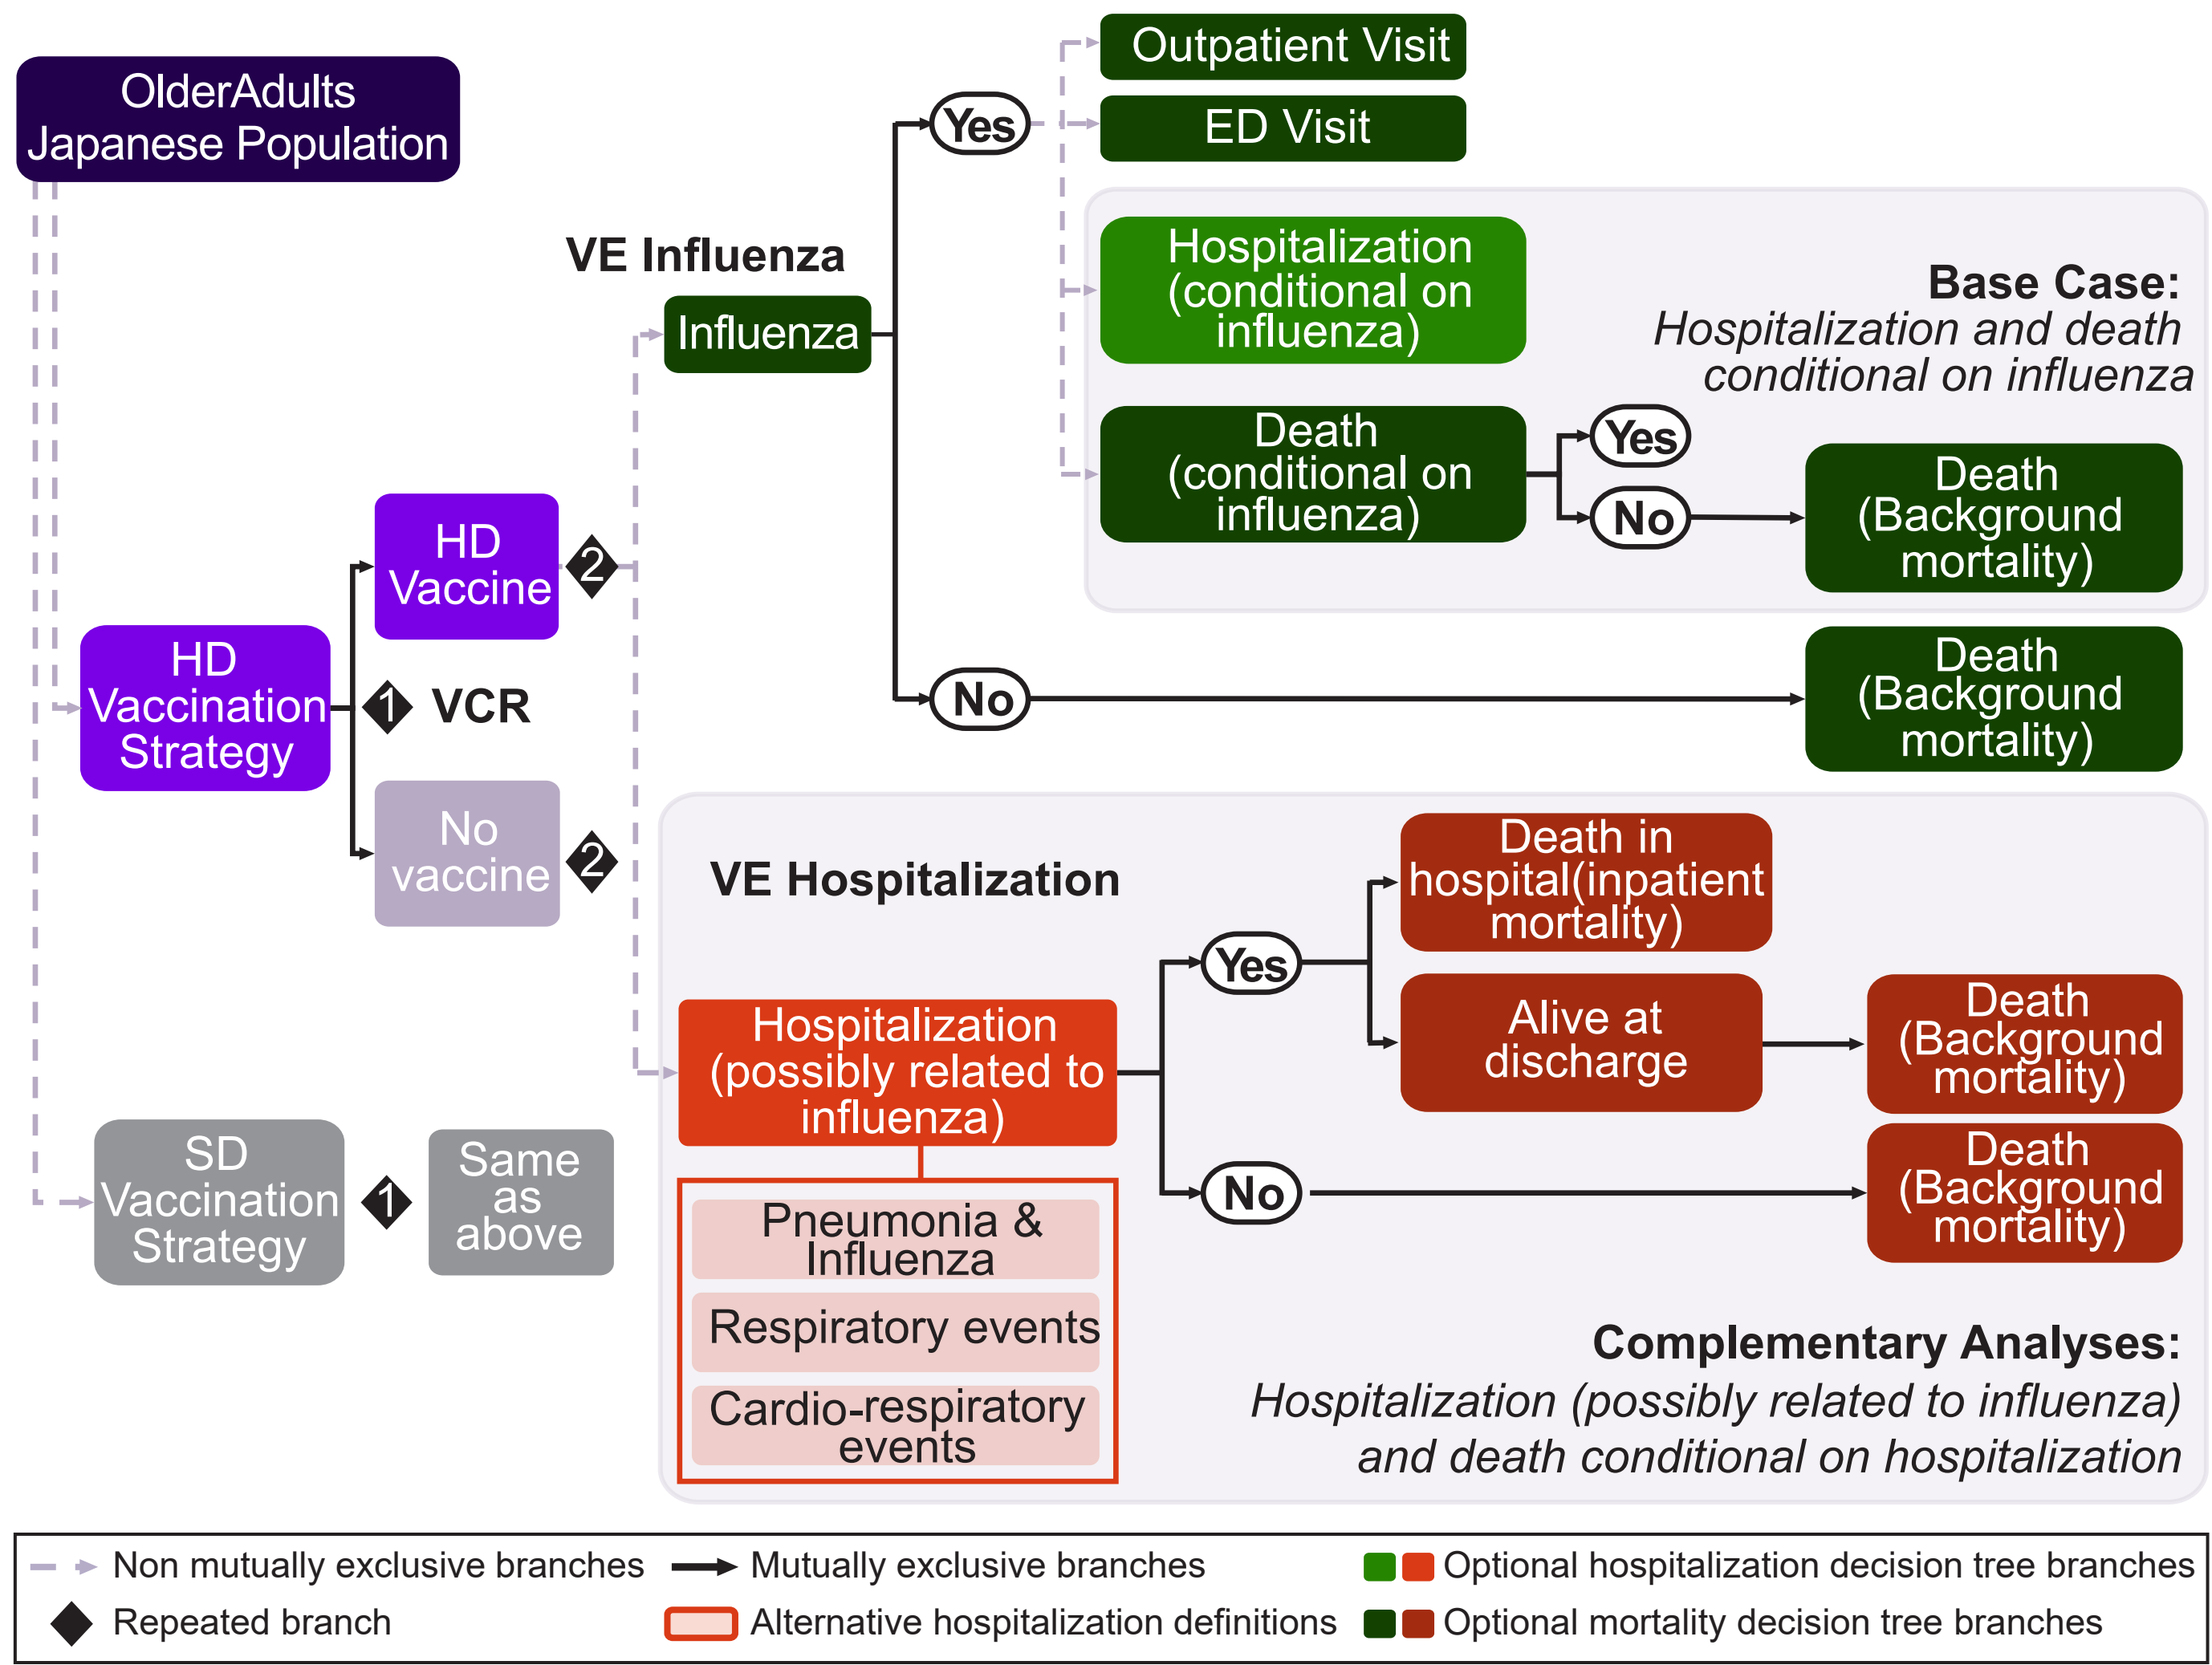 OlderAdults
Japanese Population
Outpatient Visit
Yes
ED Visit
VE Influenza
Influenza
Hospitalization
(conditional on
influenza)
Base Case:
Hospitalization and death
conditional on influenza
Death
(conditional on
influenza)
Yes
No
Death
(Background
mortality)
HD
Vaccine
2
HD
Vaccination
Strategy
1
VCR
No
Death
(Background
mortality)
No
vaccine
2
VE Hospitalization
Death in
hospital(inpatient
mortality)
Yes
Alive at
discharge
Death
(Background
mortality)
Hospitalization
(possibly related to
influenza)
No
Death
(Background
mortality)
SD
Vaccination
Strategy
1
Same
as
above
Pneumonia &
Influenza
Respiratory events
Cardio-respiratory
events
Complementary Analyses:
Hospitalization (possibly related to influenza)
and death conditional on hospitalization
Non mutually exclusive branches
Mutually exclusive branches
Optional hospitalization decision tree branches
Repeated branch
Alternative hospitalization definitions
Optional mortality decision tree branches